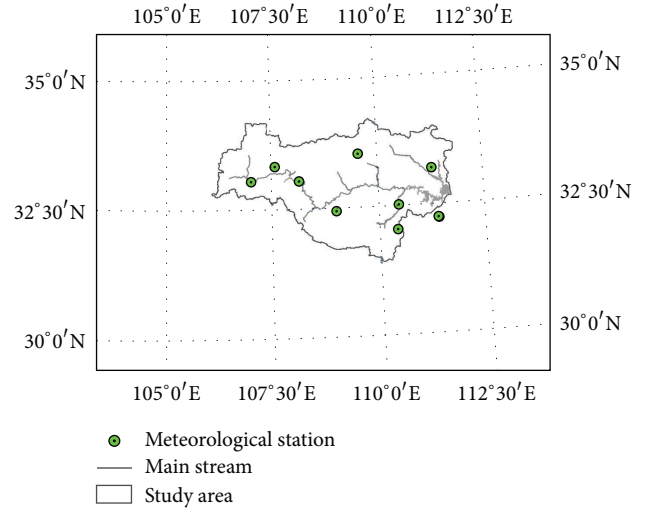 105°0′E 107°30′E 110°0′E 112°30′E
35°0′N 35°0′N
32°30′N 32°30′N
30°0′N 30°0′N
105°0′E 107°30′E 110°0′E 112°30′E
Meteorological station
Main stream
Study area